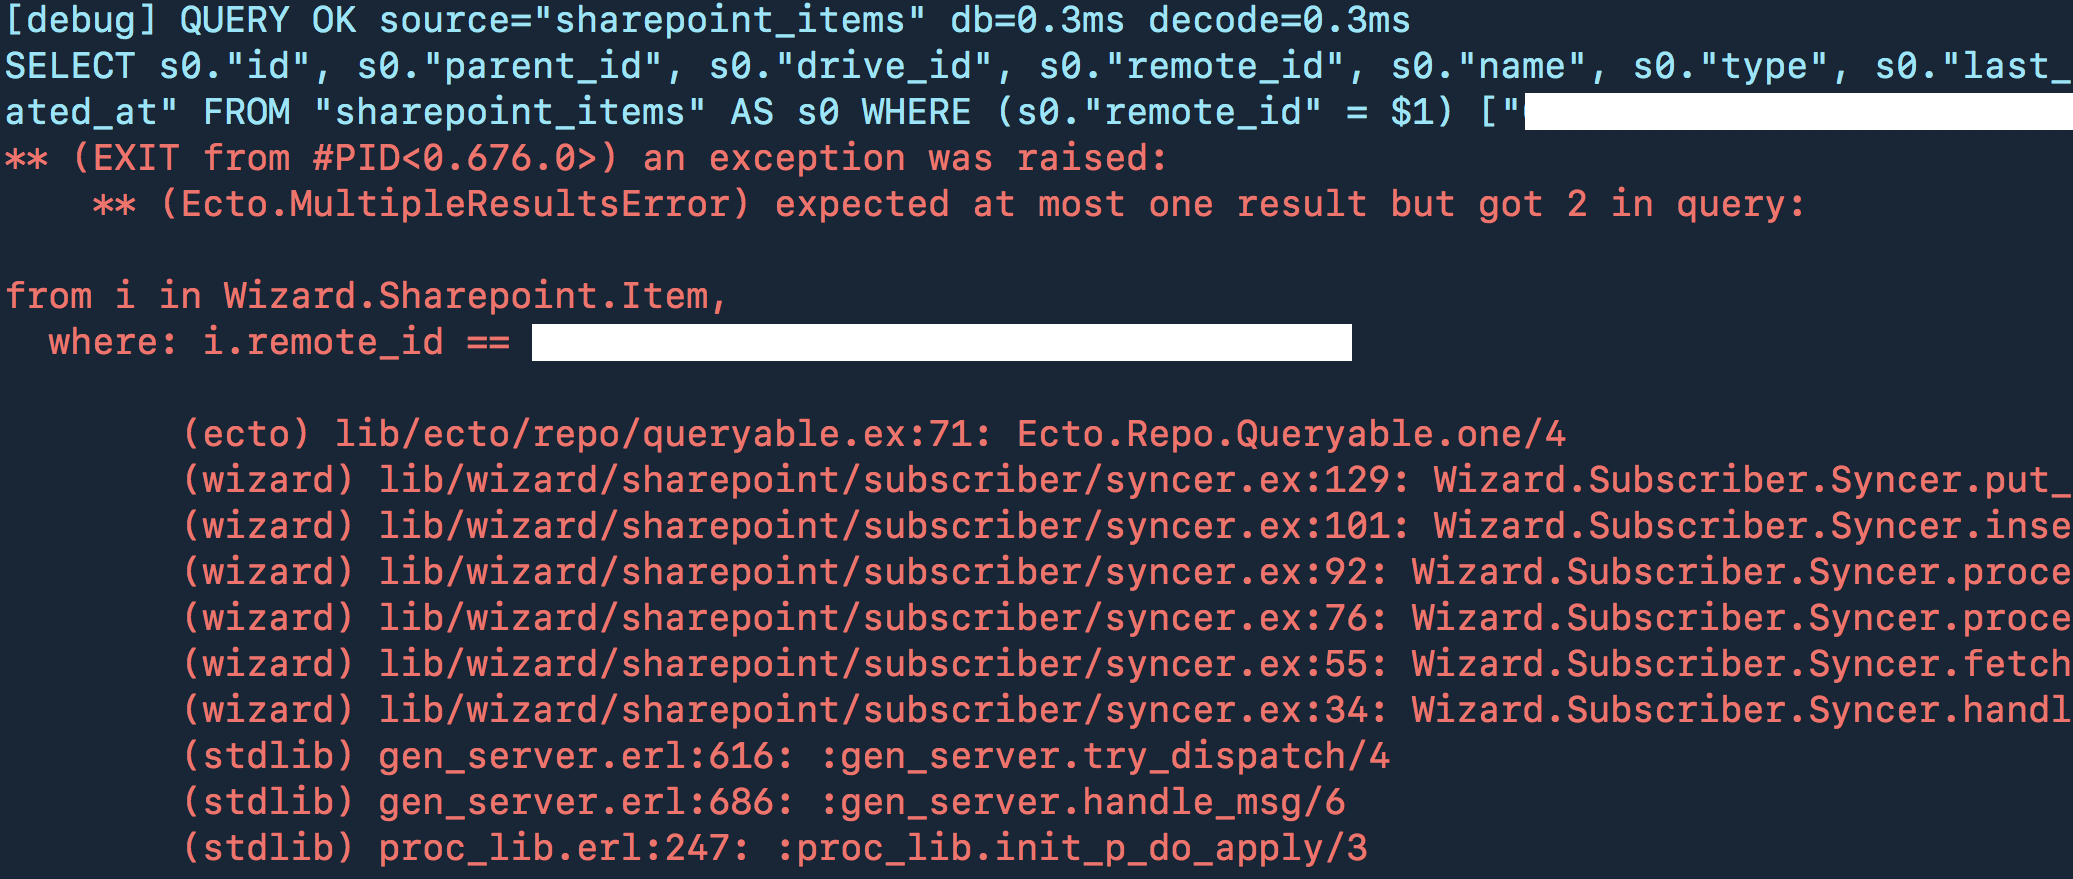 [debug] QUERY OK source="sharepoint_items" db=0.3ms decode=0.3ms
SELECT s0."id", s0."parent_id", s0."drive_id", s0."remote_id", s0."name", s0."type", s0."last_
ated_at" FROM "sharepoint_items" AS s0 WHERE (s0."remote_id" = $1) ["
** (EXIT from #PID<0.676.0>) an exception was raised:
    ** (Ecto.MultipleResultsError) expected at most one result but got 2 in query:
from i in Wizard.Sharepoint.Item,
  where: i.remote_id ==
        (ecto) lib/ecto/repo/queryable.ex:71: Ecto.Repo.Queryable.one/4
        (wizard) lib/wizard/sharepoint/subscriber/syncer.ex:129: Wizard.Subscriber.Syncer.put_
        (wizard) lib/wizard/sharepoint/subscriber/syncer.ex:101: Wizard.Subscriber.Syncer.inse
        (wizard) lib/wizard/sharepoint/subscriber/syncer.ex:92: Wizard.Subscriber.Syncer.proce
        (wizard) lib/wizard/sharepoint/subscriber/syncer.ex:76: Wizard.Subscriber.Syncer.proce
        (wizard) lib/wizard/sharepoint/subscriber/syncer.ex:55: Wizard.Subscriber.Syncer.fetch
        (wizard) lib/wizard/sharepoint/subscriber/syncer.ex:34: Wizard.Subscriber.Syncer.handl
        (stdlib) gen_server.erl:616: :gen_server.try_dispatch/4
        (stdlib) gen_server.erl:686: :gen_server.handle_msg/6
        (stdlib) proc_lib.erl:247: :proc_lib.init_p_do_apply/3